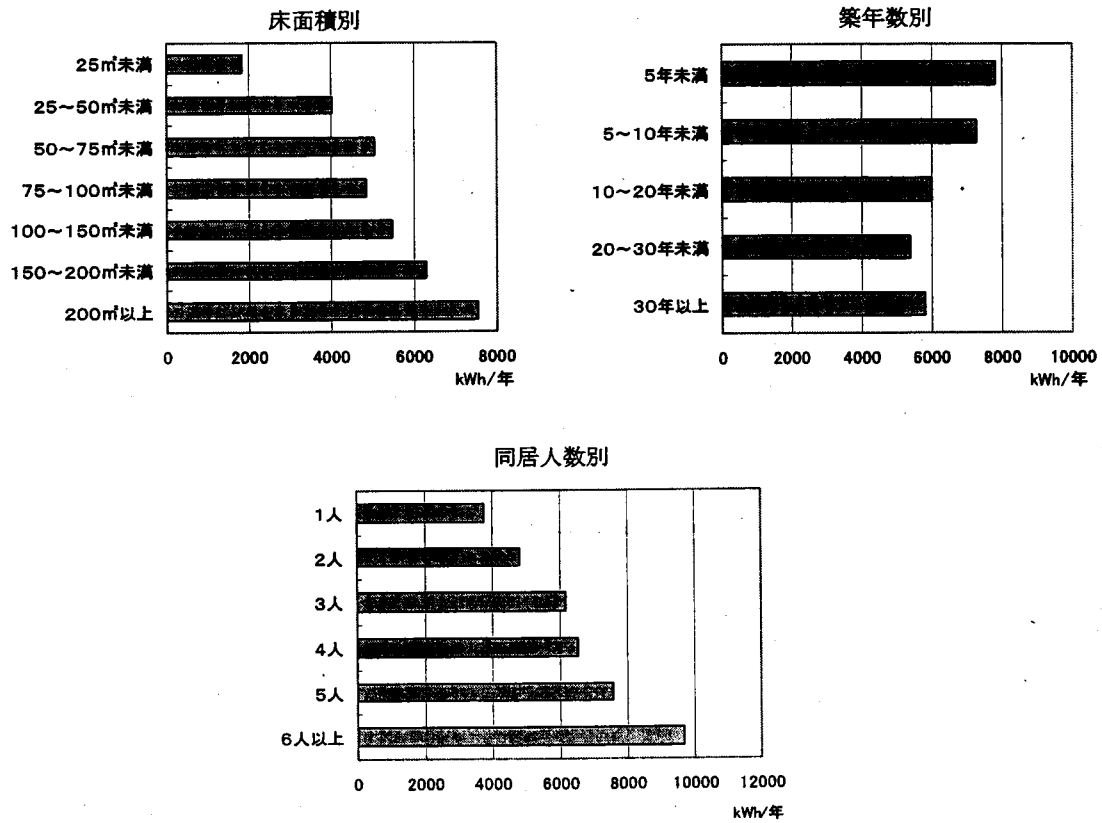 床面積別
25㎡未満
25～50㎡未満
50～75㎡未満
75～100㎡未満
100～150㎡未満
150～200㎡未満
200㎡以上
0 2000 4000 6000 8000
kWh/年
築年数別
5年未満
5～10年未満
10～20年未満
20～30年未満
30年以上
0 2000 4000 6000 8000 10000
kWh/年
同居人数別
1人
2人
3人
4人
5人
6人以上
0 2000 4000 6000 8000 10000 12000
kWh/年